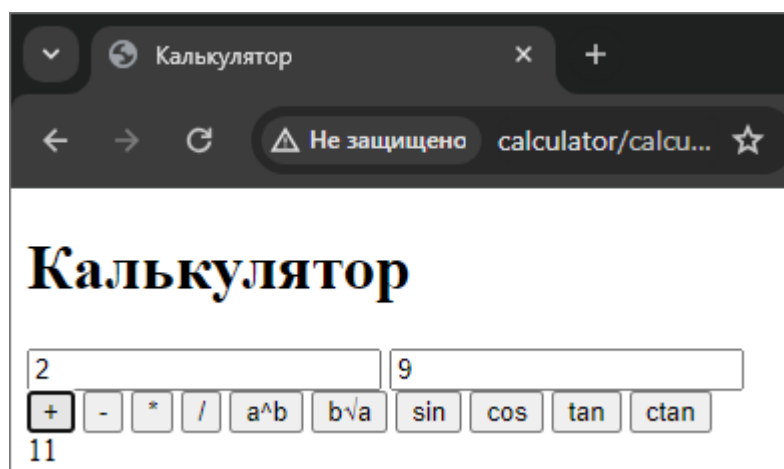 Калькулятор
Не защищено calculator/calcu...
Калькулятор
2 9
+ - * / a^b b√a sin cos tan ctan
11